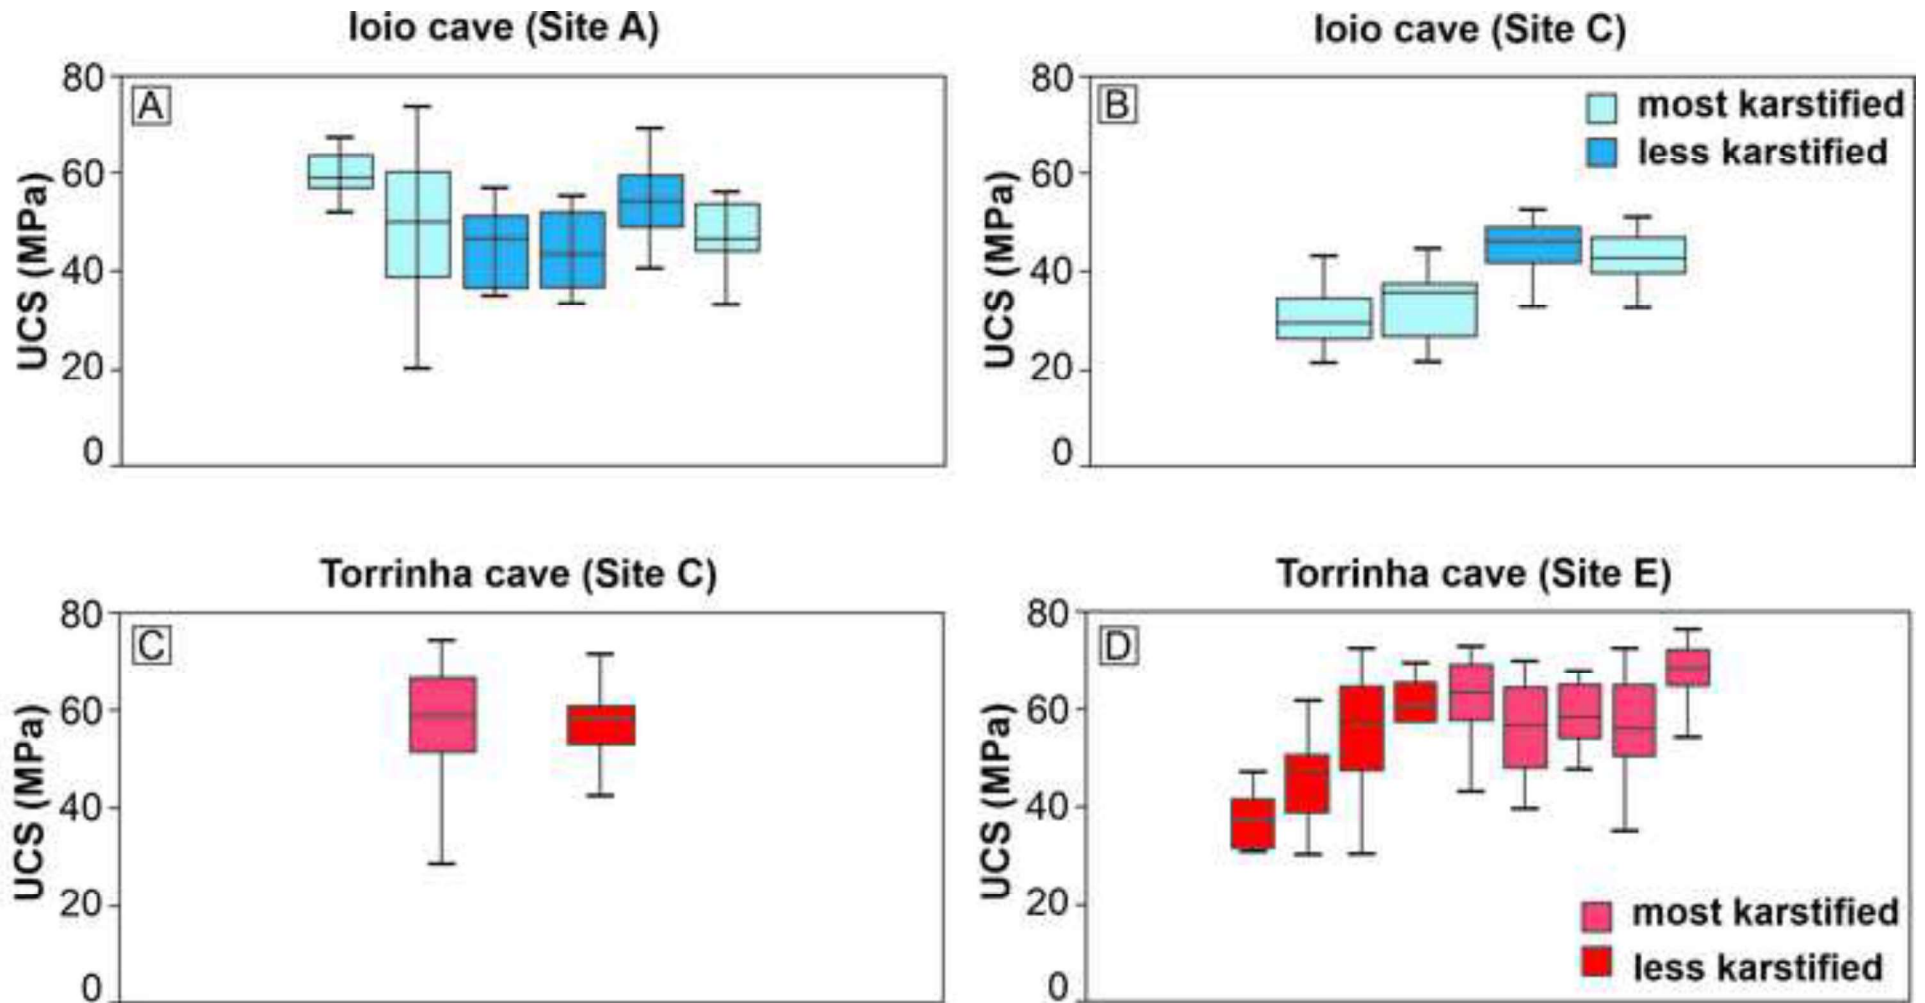 Ioio cave (Site A)
80
60
40
20
0
UCS (MPa)
A
Ioio cave (Site C)
80
60
40
20
0
UCS (MPa)
B
most karstified
less karstified
Torrinha cave (Site C)
80
60
40
20
0
UCS (MPa)
C
Torrinha cave (Site E)
80
60
40
20
0
UCS (MPa)
D
most karstified
less karstified